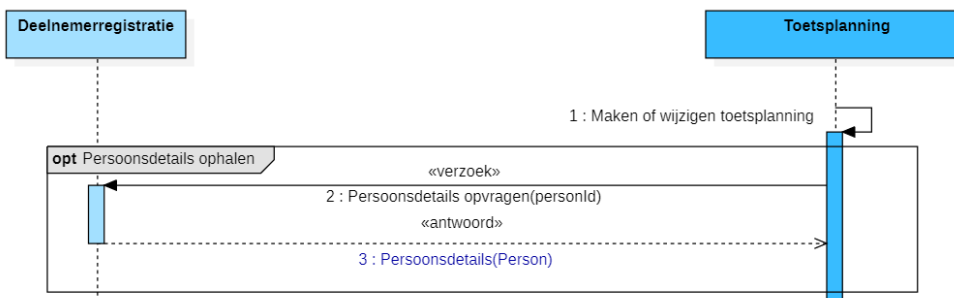 Deelnemerregistratie
Toetsplanning
1 : Maken of wijzigen toetsplanning
opt Persoonsdetails ophalen
«verzoek»
2 : Persoonsdetails opvragen(personId)
«antwoord»
3 : Persoonsdetails(Person)